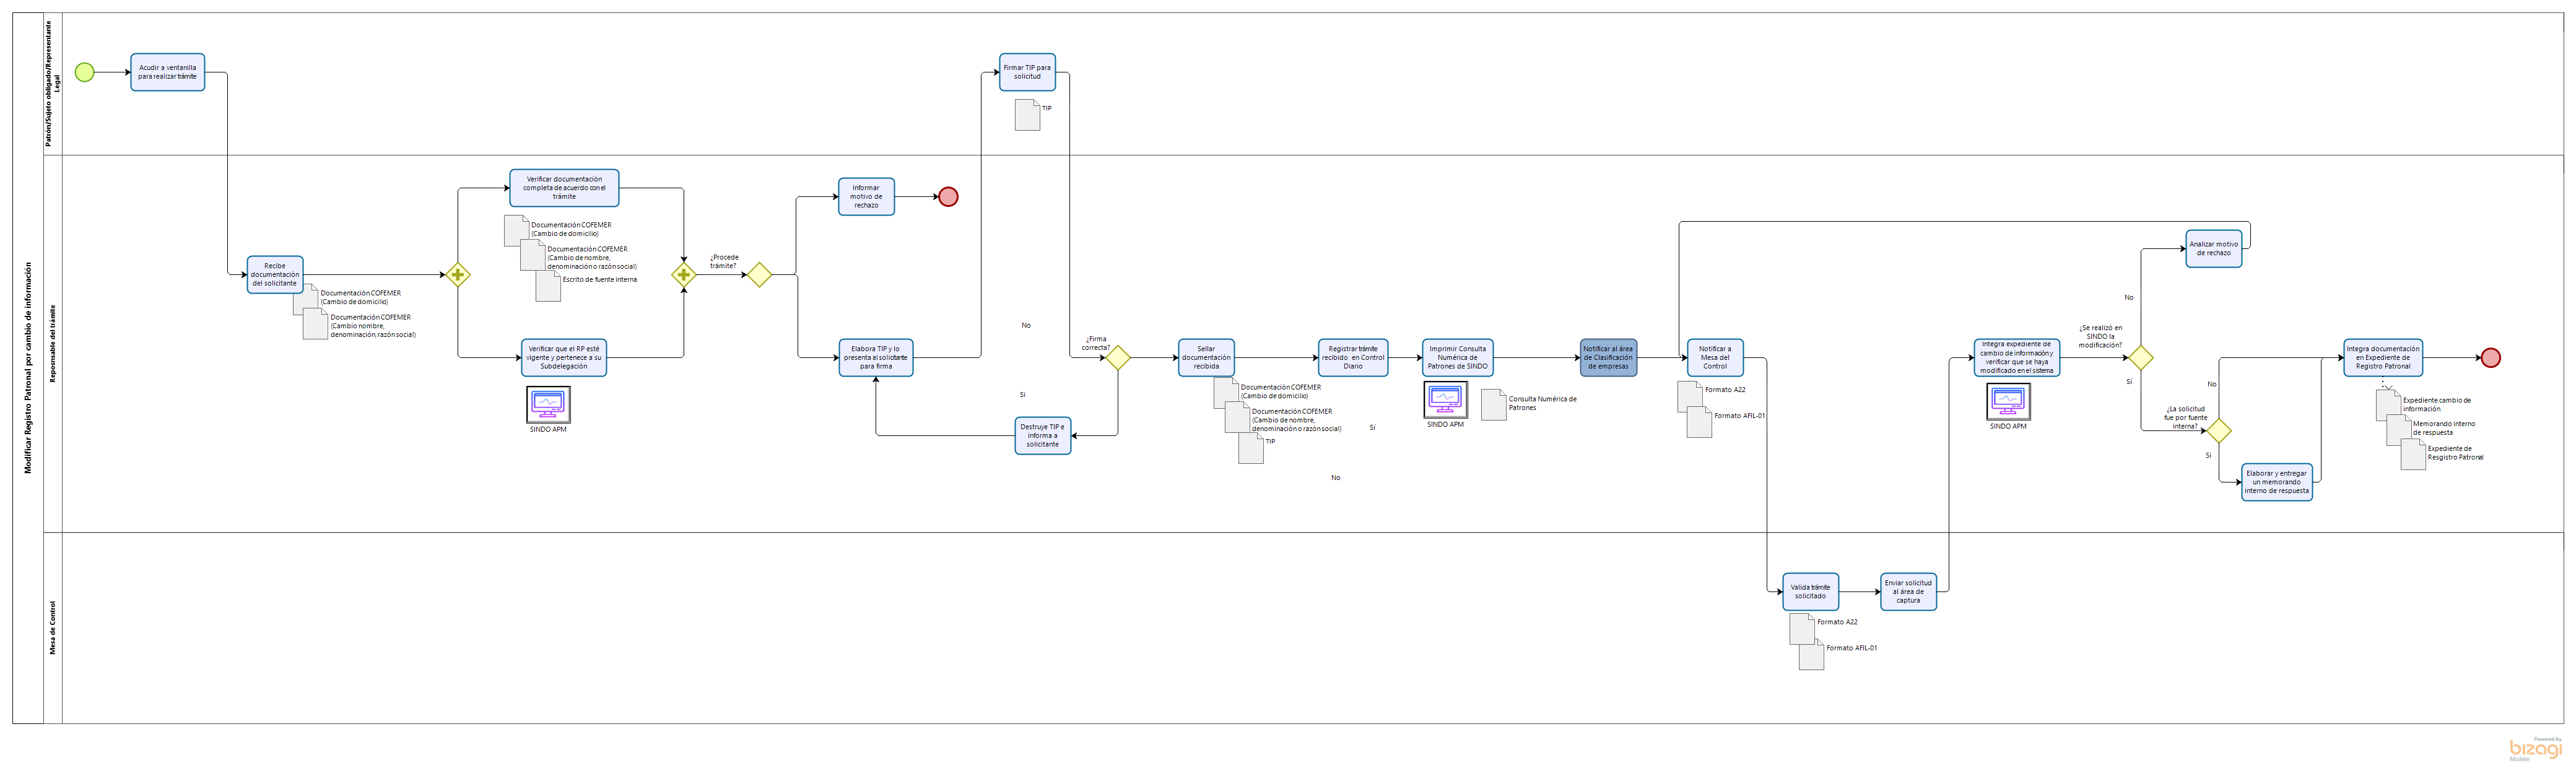 Modificar Registro Patronal por cambio de información
Patrón/Sujeto obligado/Representante
Legal
Acudir a ventanilla
para realizar trámite
Firmar TIP para
solicitud
TIP
Reponsable del trámite
Recibe
documentación
del solicitante
Documentación COFEMER
(Cambio de domicilio)
Documentación COFEMER
(Cambio nombre,
denominación, razón social)
Verificar documentación
completa de acuerdo con el
trámite
Documentación COFEMER
(Cambio de domicilio)
Documentación COFEMER
(Cambio de nombre,
denominación o razón social)
Escrito de fuente interna
Verificar que el RP esté
vigente y pertenece a su
Subdelegación
SINDO APM
¿Procede
trámite?
Informar
motivo de
rechazo
Elabora TIP y lo
presenta al solicitante
para firma
No
Si
Destruye TIP e
informa a
solicitante
¿Firma
correcta?
Sellar
documentación
recibida
Documentación COFEMER
(Cambio de domicilio)
Documentación COFEMER
(Cambio de nombre,
denominación o razón social)
TIP
Registrar trámite
recibido en Control
Diario
Sí
No
Imprimir Consulta
Numérica de
Patrones de SINDO
SINDO APM
Consulta Numérica de
Patrones
Notificar al área
de Clasificación
de empresas
Notificar a
Mesa del
Control
Formato A22
Formato AFIL-01
Integra expediente de
cambio de información y
verificar que se haya
modificado en el sistema
SINDO APM
¿Se realizó en
SINDO la
modificación?
No
Sí
Analizar motivo
de rechazo
¿La solicitud
fue por fuente
interna?
No
Si
Elaborar y entregar
un memorando
interno de respuesta
Integra documentación
en Expediente de
Registro Patronal
Expediente cambio de
información
Memorando interno
de respuesta
Expediente de
Resgistro Patronal
Mesa de Control
Valida trámite
solicitado
Formato A22
Formato AFIL-01
Enviar solicitud
al área de
captura
Powered by
bizagi
Modeler